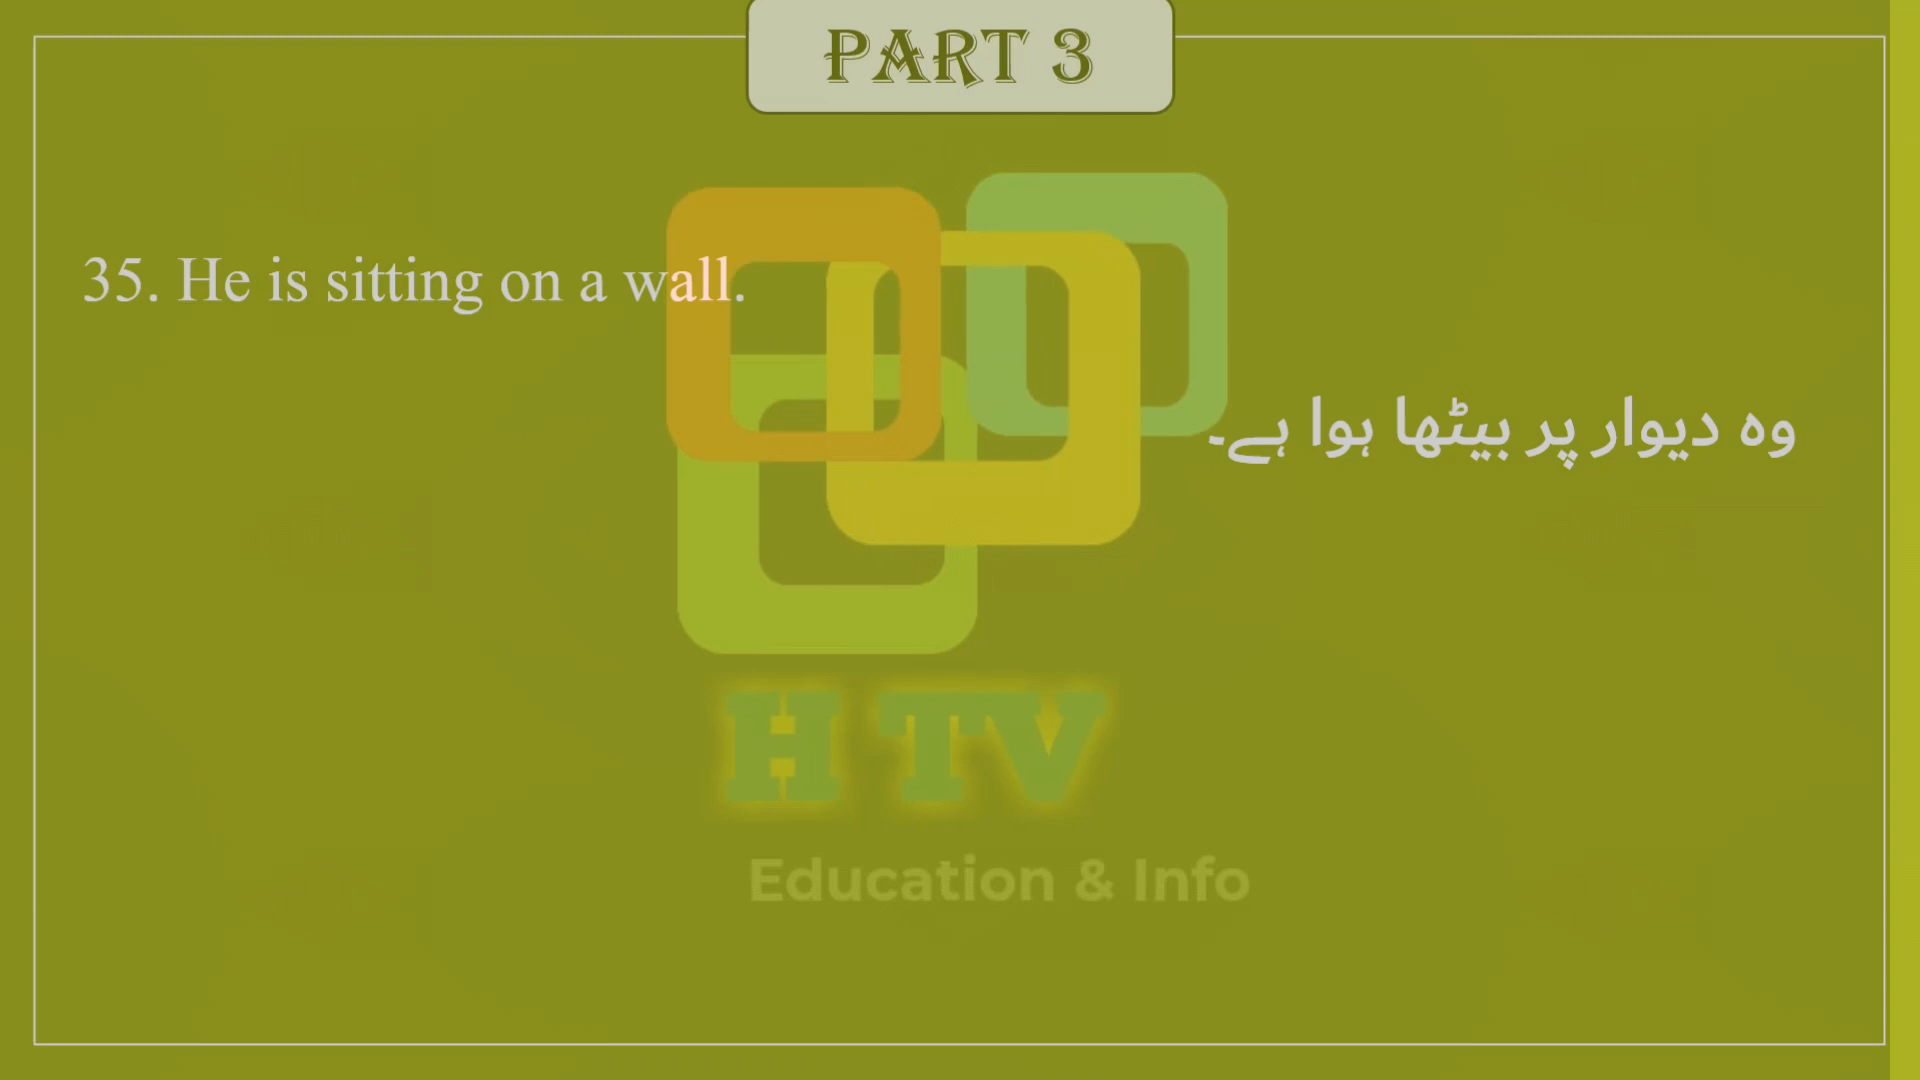 PART 3
35. He is sitting on a wall.
وہ دیوار پر بیٹھا ہوا ہے۔
H TV
Education & Info